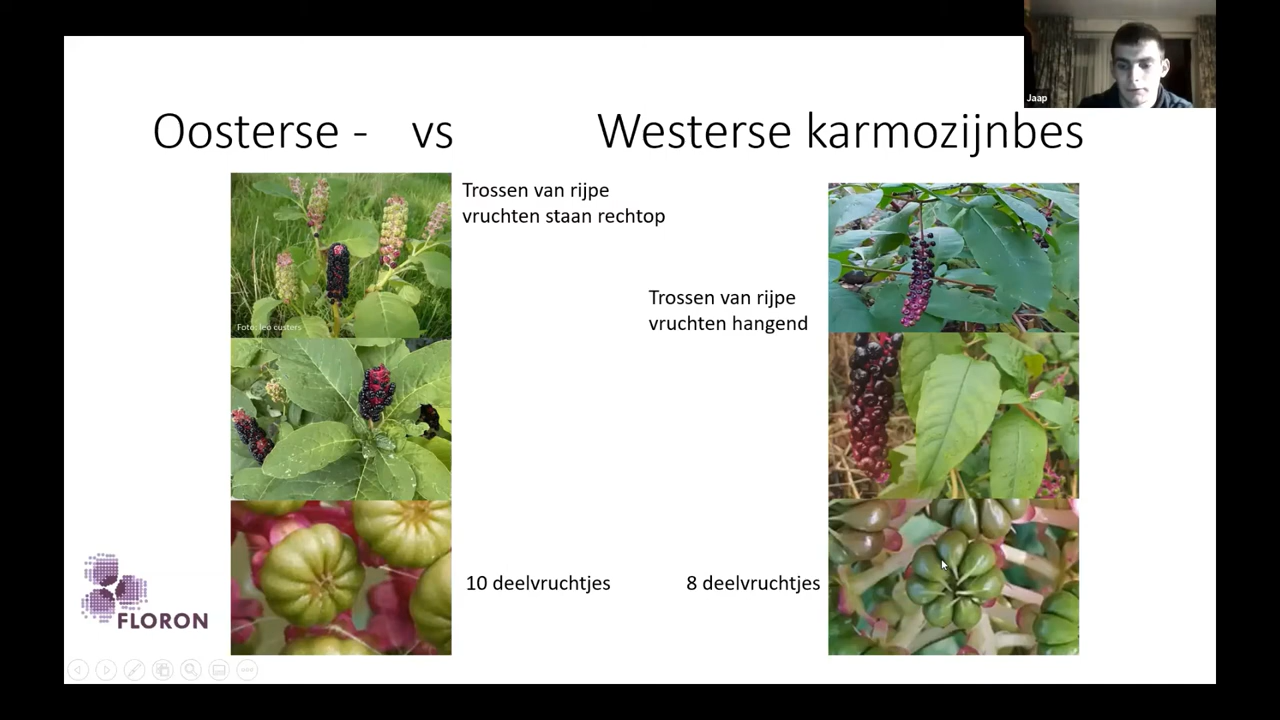 Jaap
Oosterse - vs Westerse karmozijnbes
Trossen van rijpe
vruchten staan rechtop
Trossen van rijpe
vruchten hangend
Foto: leo custers
10 deelvruchtjes
8 deelvruchtjes
FLORON